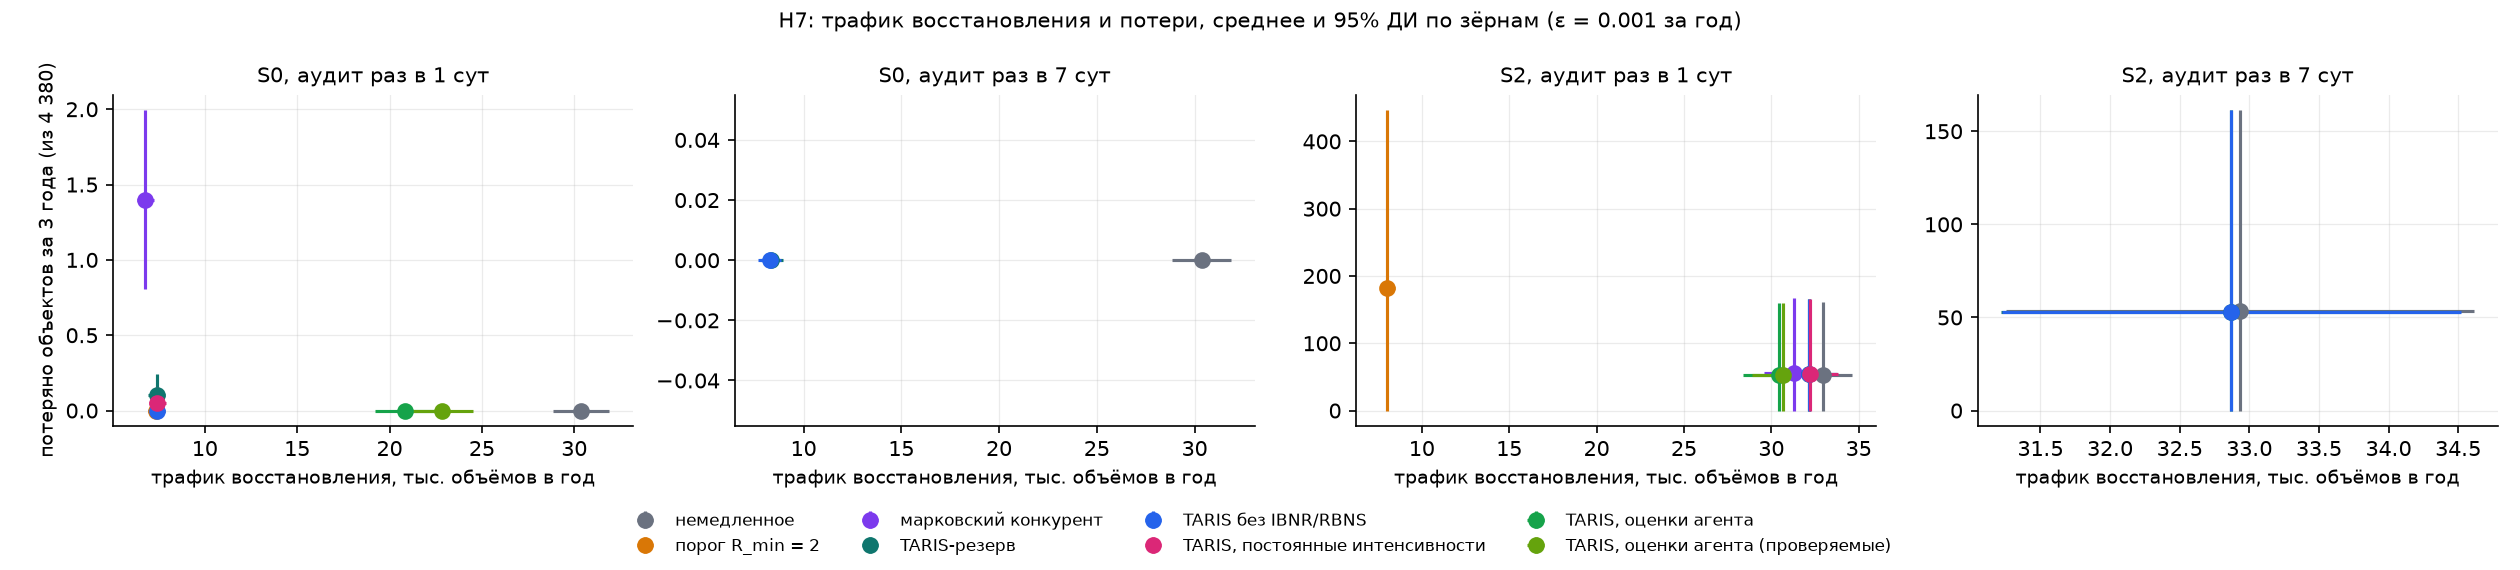 H7: трафик восстановления и потери, среднее и 95% ДИ по зёрнам (ε = 0.001 за год)
S0, аудит раз в 1 сут
потеряно объектов за 3 года (из 4 380)
2.0
1.5
1.0
0.5
0.0
10 15 20 25 30
трафик восстановления, тыс. объёмов в год
S0, аудит раз в 7 сут
0.04
0.02
0.00
−0.02
−0.04
10 15 20 25 30
трафик восстановления, тыс. объёмов в год
S2, аудит раз в 1 сут
400
300
200
100
0
10 15 20 25 30 35
трафик восстановления, тыс. объёмов в год
S2, аудит раз в 7 сут
150
100
50
0
31.5 32.0 32.5 33.0 33.5 34.0 34.5
трафик восстановления, тыс. объёмов в год
немедленное
порог R_min = 2
марковский конкурент
TARIS-резерв
TARIS без IBNR/RBNS
TARIS, постоянные интенсивности
TARIS, оценки агента
TARIS, оценки агента (проверяемые)